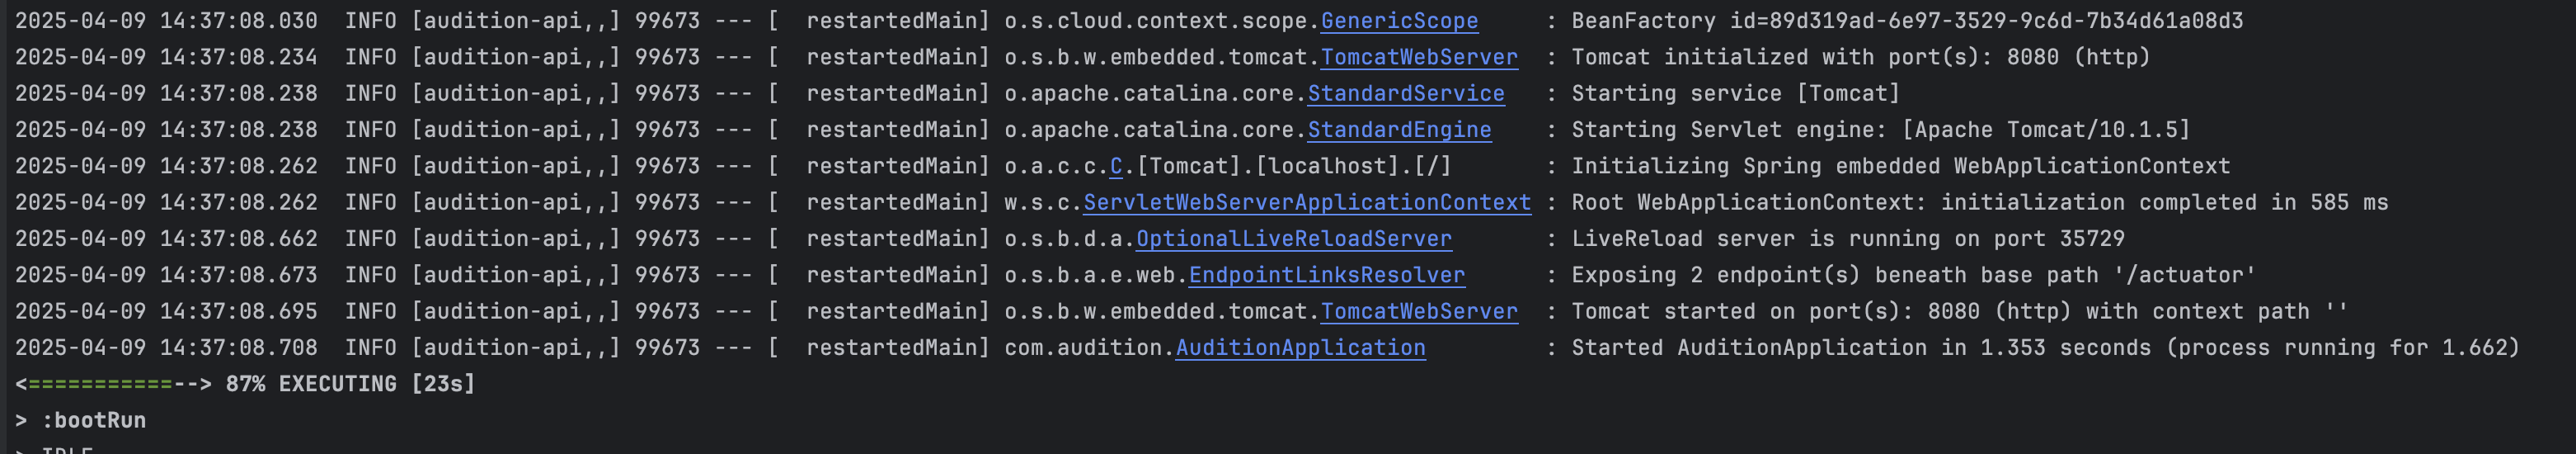 2025-04-09 14:37:08.030  INFO [audition-api,,] 99673 --- [  restartedMain] o.s.cloud.context.scope.GenericScope     : BeanFactory id=89d319ad-6e97-3529-9c6d-7b34d61a08d3
2025-04-09 14:37:08.234  INFO [audition-api,,] 99673 --- [  restartedMain] o.s.b.w.embedded.tomcat.TomcatWebServer  : Tomcat initialized with port(s): 8080 (http)
2025-04-09 14:37:08.238  INFO [audition-api,,] 99673 --- [  restartedMain] o.apache.catalina.core.StandardService   : Starting service [Tomcat]
2025-04-09 14:37:08.238  INFO [audition-api,,] 99673 --- [  restartedMain] o.apache.catalina.core.StandardEngine    : Starting Servlet engine: [Apache Tomcat/10.1.5]
2025-04-09 14:37:08.262  INFO [audition-api,,] 99673 --- [  restartedMain] o.a.c.c.C.[Tomcat].[localhost].[/]       : Initializing Spring embedded WebApplicationContext
2025-04-09 14:37:08.262  INFO [audition-api,,] 99673 --- [  restartedMain] w.s.c.ServletWebServerApplicationContext : Root WebApplicationContext: initialization completed in 585 ms
2025-04-09 14:37:08.662  INFO [audition-api,,] 99673 --- [  restartedMain] o.s.b.d.a.OptionalLiveReloadServer       : LiveReload server is running on port 35729
2025-04-09 14:37:08.673  INFO [audition-api,,] 99673 --- [  restartedMain] o.s.b.a.e.web.EndpointLinksResolver      : Exposing 2 endpoint(s) beneath base path '/actuator'
2025-04-09 14:37:08.695  INFO [audition-api,,] 99673 --- [  restartedMain] o.s.b.w.embedded.tomcat.TomcatWebServer  : Tomcat started on port(s): 8080 (http) with context path ''
2025-04-09 14:37:08.708  INFO [audition-api,,] 99673 --- [  restartedMain] com.audition.AuditionApplication         : Started AuditionApplication in 1.353 seconds (process running for 1.662)
<===========--> 87% EXECUTING [23s]
> :bootRun
> IDLE